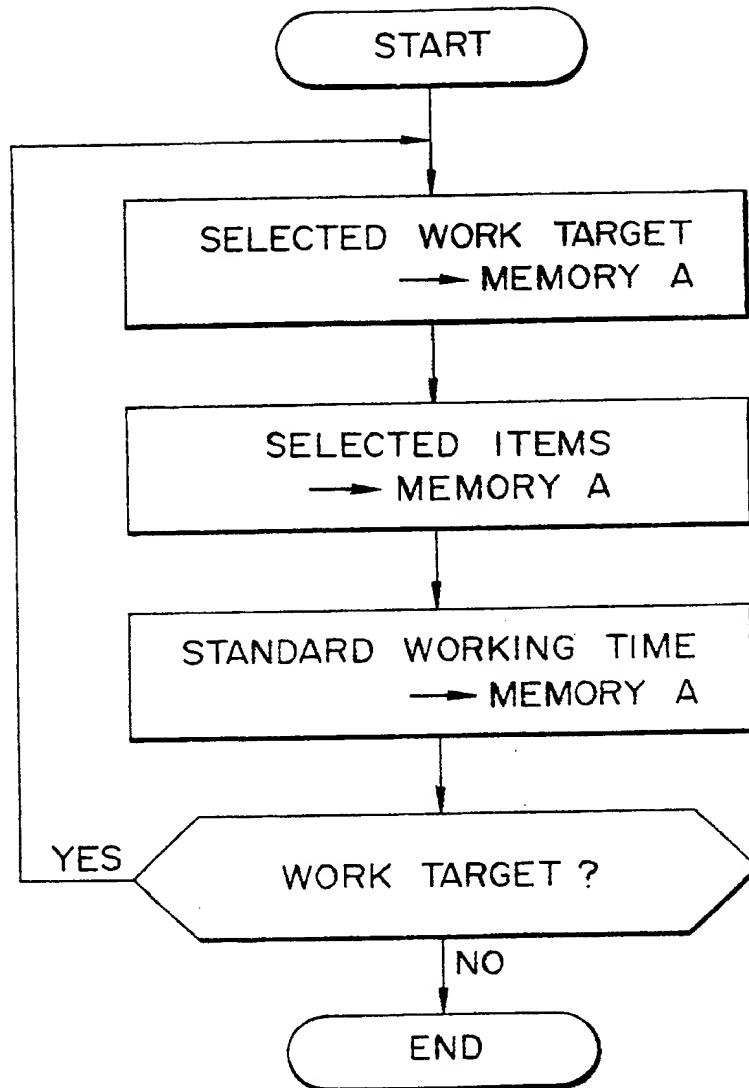 START
SELECTED WORK TARGET
→ MEMORY A
SELECTED ITEMS
→ MEMORY A
STANDARD WORKING TIME
→ MEMORY A
YES
WORK TARGET ?
NO
END